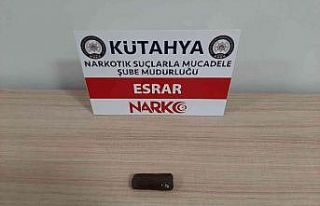 KÜTAHYA
NARKOTİK SUÇLARLA MÜCADELE
ŞUBE MÜDÜRLÜĞÜ
ESRAR
NARKO